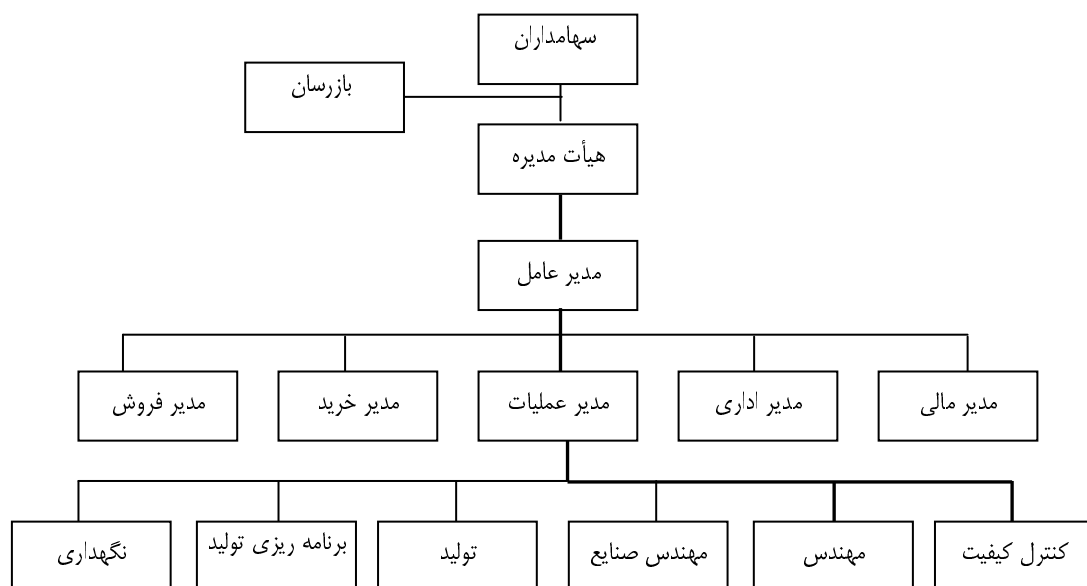 سهامداران
بازرسان
هیأت مدیره
مدیر عامل
مدیر مالی
مدیر اداری
مدیر عملیات
مدیر خرید
مدیر فروش
کنترل کیفیت
مهندس
مهندس صنایع
تولید
برنامه ریزی تولید
نگهداری